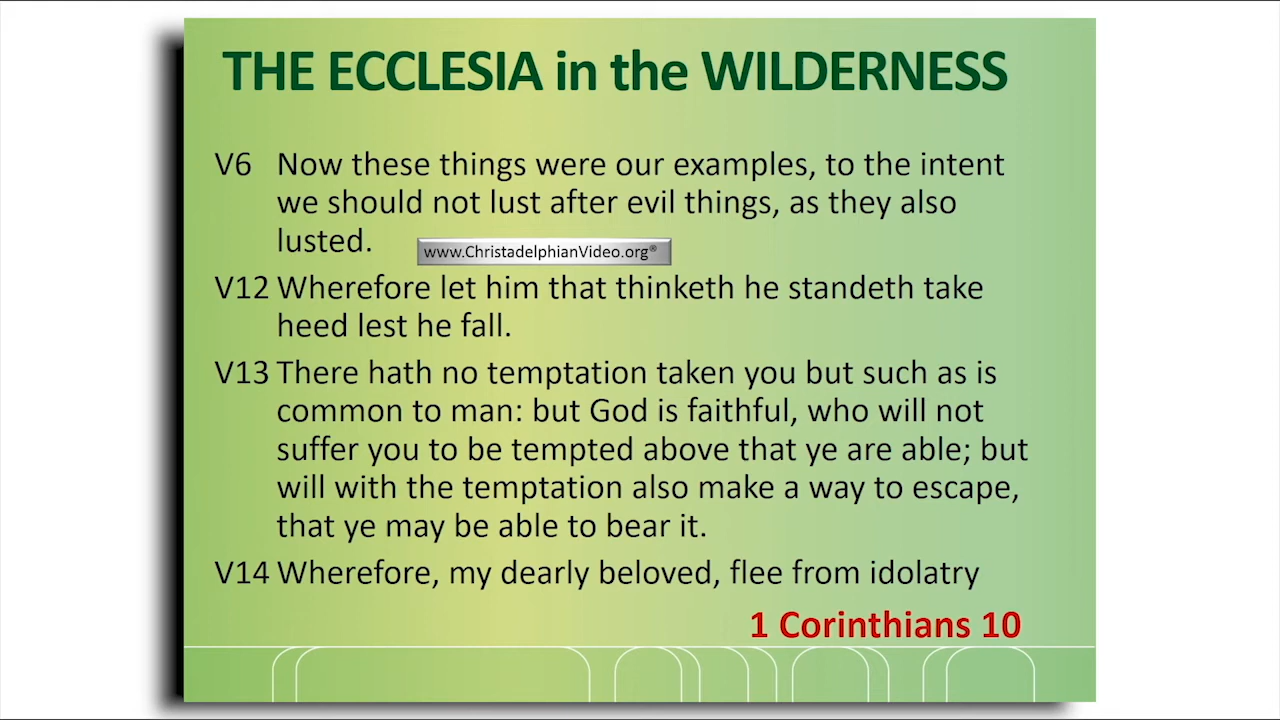 THE ECCLESIA in the WILDERNESS
V6 Now these things were our examples, to the intent
we should not lust after evil things, as they also
lusted.
www.ChristadelphianVideo.org®
V12 Wherefore let him that thinketh he standeth take
heed lest he fall.
V13 There hath no temptation taken you but such as is
common to man: but God is faithful, who will not
suffer you to be tempted above that ye are able; but
will with the temptation also make a way to escape,
that ye may be able to bear it.
V14 Wherefore, my dearly beloved, flee from idolatry
1 Corinthians 10